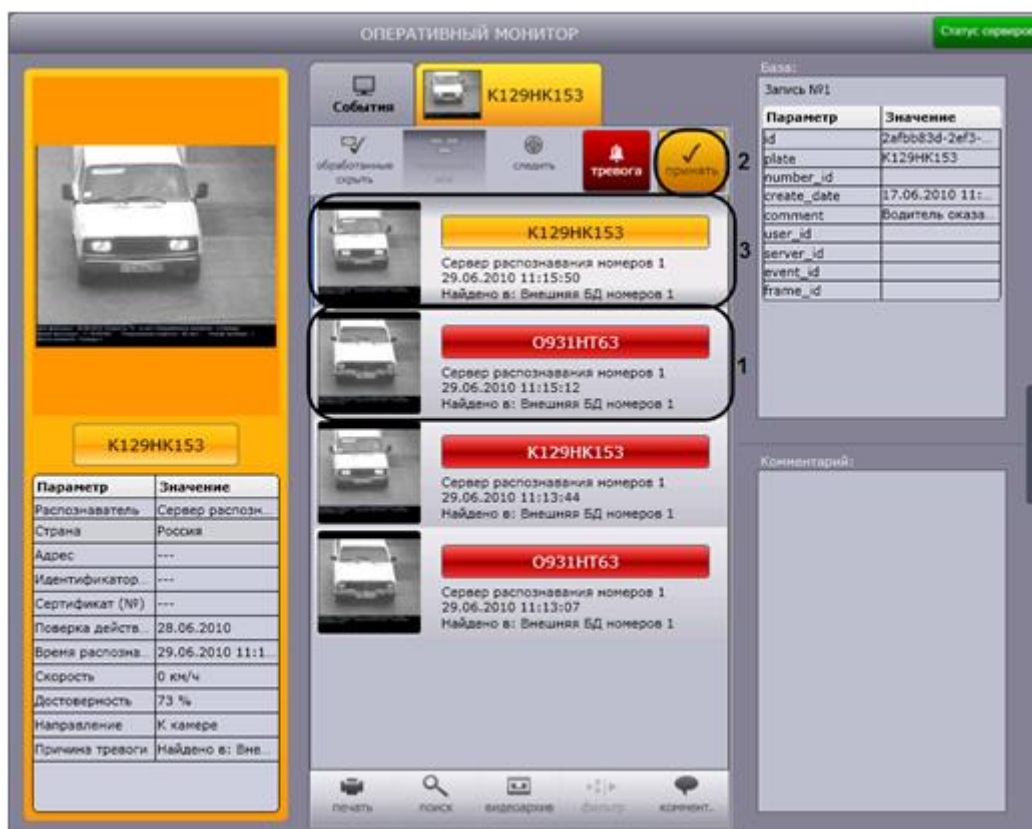 ОПЕРАТИВНЫЙ МОНИТОР
Статус серверов
К129НК153
Параметр Значение
Распознаватель Сервер распозн...
Страна Россия
Адрес ---
Идентификатор... ---
Сертификат (№) ---
Поверка действ... 28.06.2010
Время распозна... 29.06.2010 11:1...
Скорость 0 км/ч
Достоверность 73 %
Направление К камере
Причина тревоги Найдено в: Вне...
События
К129НК153
обработанные
скрыть
все
следить
тревога
принять
2
К129НК153
Сервер распознавания номеров 1
29.06.2010 11:15:50
Найдено в: Внешняя БД номеров 1
3
О931НТ63
Сервер распознавания номеров 1
29.06.2010 11:15:12
Найдено в: Внешняя БД номеров 1
1
К129НК153
Сервер распознавания номеров 1
29.06.2010 11:13:44
Найдено в: Внешняя БД номеров 1
О931НТ63
Сервер распознавания номеров 1
29.06.2010 11:13:07
Найдено в: Внешняя БД номеров 1
печать
поиск
видеоархив
фильтр
коммент.
База:
Запись №1
Параметр Значение
id 2afbb83d-2ef3-...
plate К129НК153
number_id
create_date 17.06.2010 11:...
comment Водитель оказа...
user_id
server_id
event_id
frame_id
Комментарий: